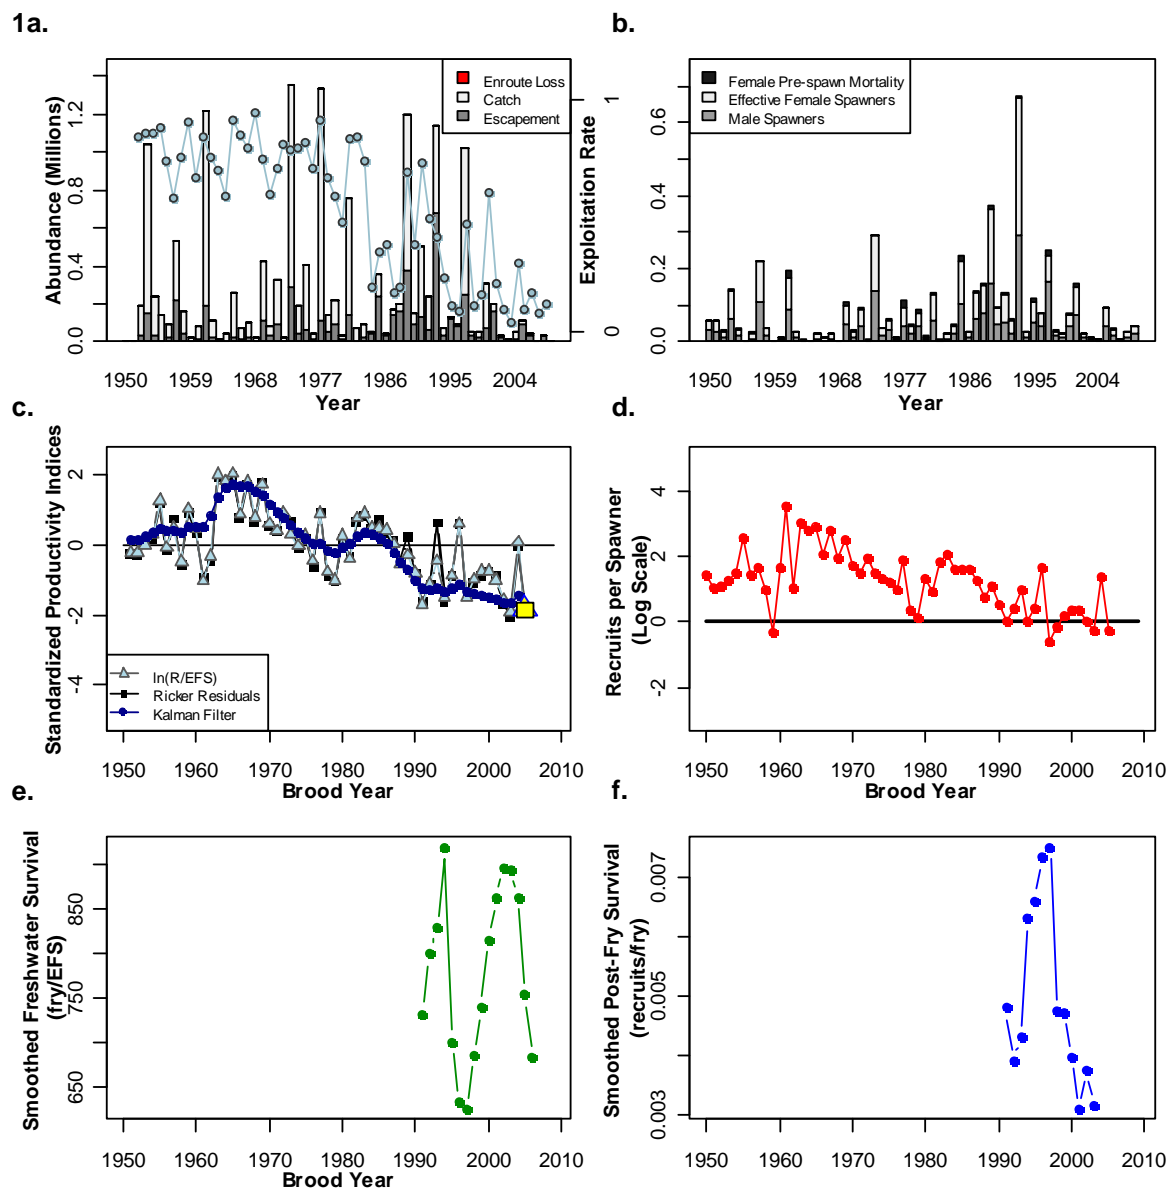 1a.
b.
Abundance (Millions)
0.0
0.4
0.8
1.2
Enroute Loss
Catch
Escapement
0
1
Exploitation Rate
1950
1959
1968
1977
1986
1995
2004
Year
0.0
0.2
0.4
0.6
Female Pre-spawn Mortality
Effective Female Spawners
Male Spawners
1950
1959
1968
1977
1986
1995
2004
Year
c.
d.
Standardized Productivity Indices
2
0
-2
-4
ln(R/EFS)
Ricker Residuals
Kalman Filter
1950
1960
1970
1980
1990
2000
2010
Brood Year
Recruits per Spawner
(Log Scale)
4
2
0
-2
1950
1960
1970
1980
1990
2000
2010
Brood Year
e.
f.
Smoothed Freshwater Survival
(fry/EFS)
850
750
650
1950
1960
1970
1980
1990
2000
2010
Brood Year
Smoothed Post-Fry Survival
(recruits/fry)
0.007
0.005
0.003
1950
1960
1970
1980
1990
2000
2010